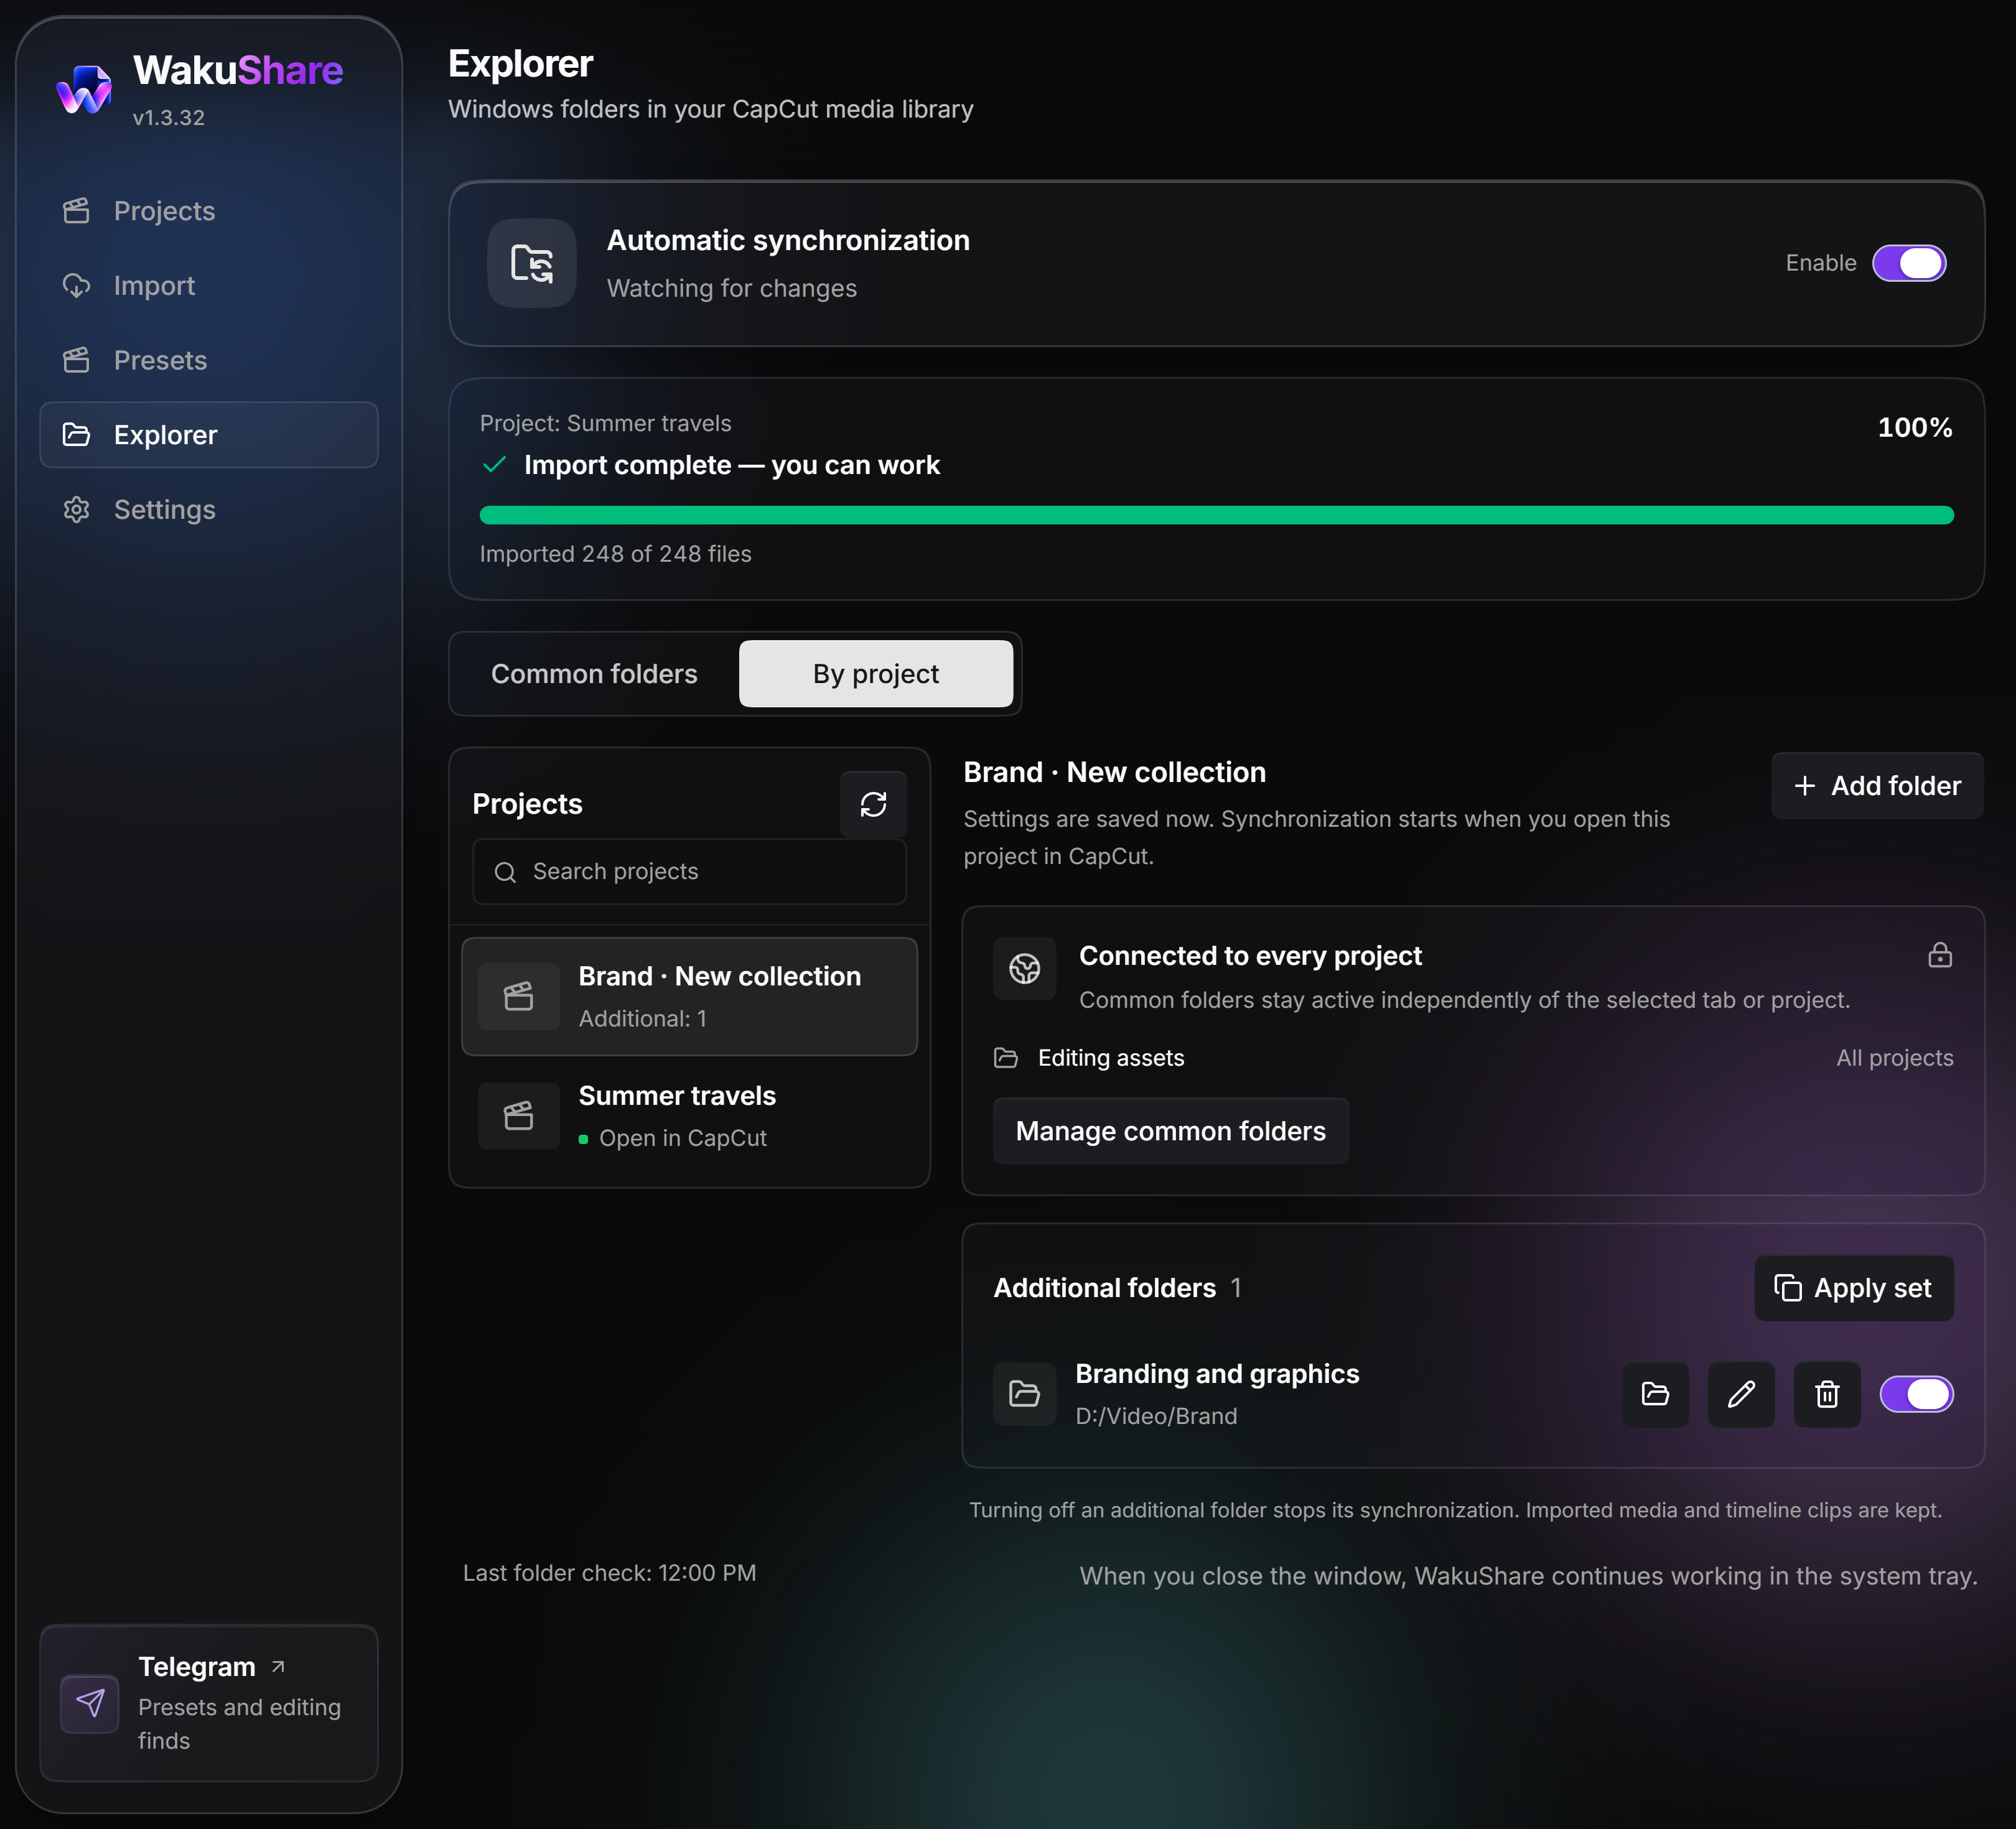 WakuShare
v1.3.32
Projects
Import
Presets
Explorer
Settings
Telegram
Presets and editing
finds
Explorer
Windows folders in your CapCut media library
Automatic synchronization
Watching for changes
Enable
Project: Summer travels
100%
Import complete — you can work
Imported 248 of 248 files
Common folders
By project
Projects
Search projects
Brand · New collection
Additional: 1
Summer travels
Open in CapCut
Brand · New collection
Add folder
Settings are saved now. Synchronization starts when you open this
project in CapCut.
Connected to every project
Common folders stay active independently of the selected tab or project.
Editing assets
All projects
Manage common folders
Additional folders 1
Apply set
Branding and graphics
D:/Video/Brand
Turning off an additional folder stops its synchronization. Imported media and timeline clips are kept.
Last folder check: 12:00 PM
When you close the window, WakuShare continues working in the system tray.